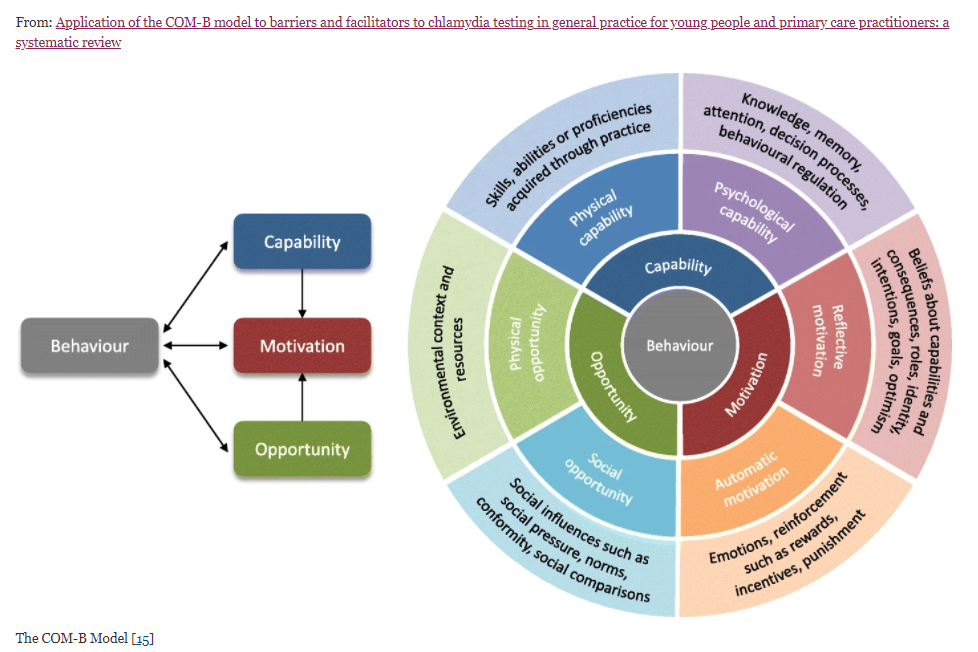 From: Application of the COM-B model to barriers and facilitators to chlamydia testing in general practice for young people and primary care practitioners: a
systematic review
Capability
Behaviour
Motivation
Opportunity
Skills, abilities or proficiencies
acquired through practice
Knowledge, memory,
attention, decision processes,
behavioural regulation
Physical
capability
Psychological
capability
Capability
Environmental context and
resources
Physical
opportunity
Opportunity
Behaviour
Motivation
Reflective
motivation
Beliefs about capabilities and
consequences, roles, identity,
intentions, goals, optimism
Social
opportunity
Automatic
motivation
Social influences such as
social pressure, norms,
conformity, social comparisons
Emotions, reinforcement
such as rewards,
incentives, punishment
The COM-B Model [15]